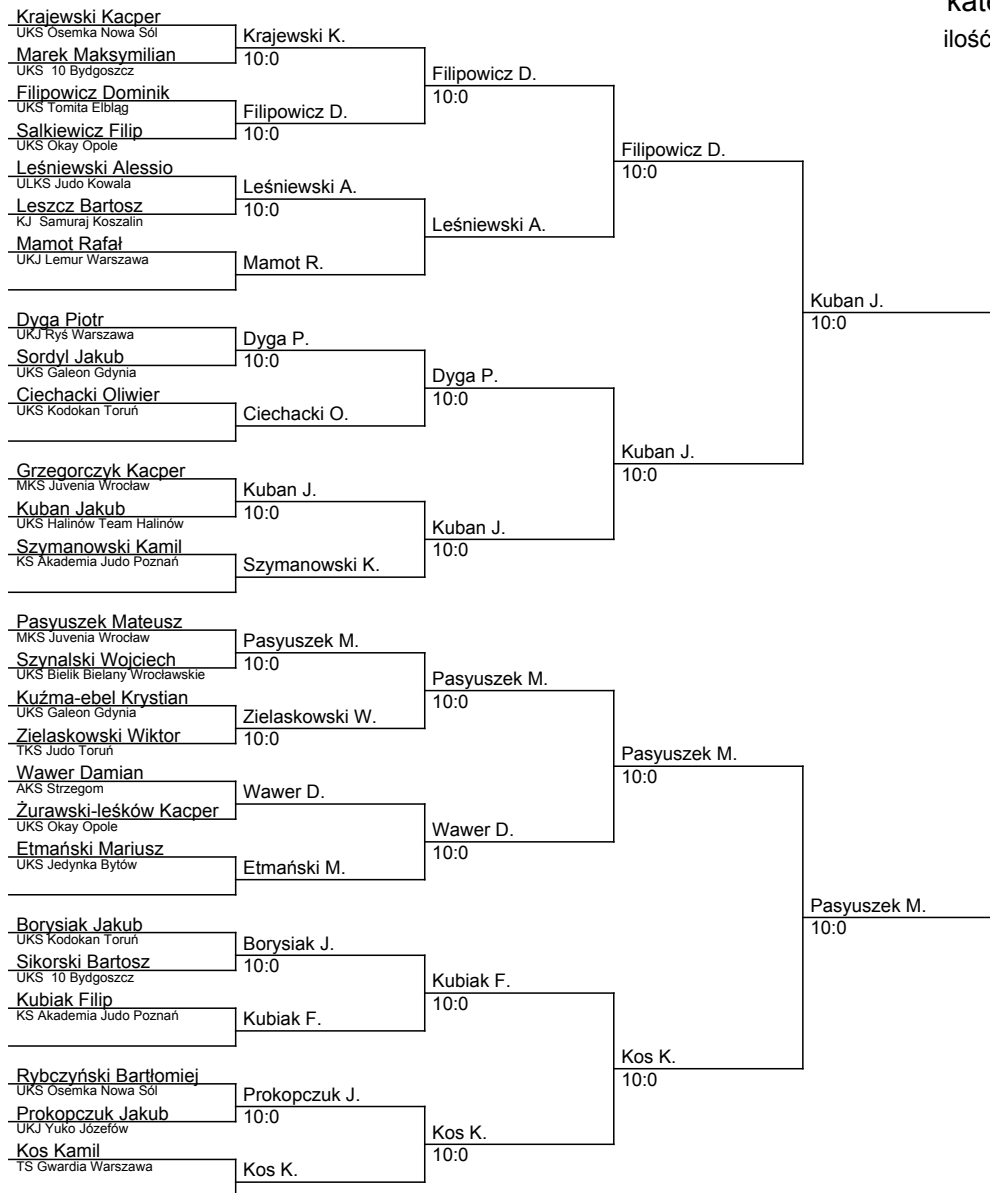 kate
ilość
Krajewski Kacper
UKS Osemka Nowa Sól
Marek Maksymilian
UKS 10 Bydgoszcz
Filipowicz Dominik
UKS Tomita Elbląg
Salkiewicz Filip
UKS Okay Opole
Leśniewski Alessio
ULKS Judo Kowala
Leszcz Bartosz
KJ Samuraj Koszalin
Mamot Rafał
UKJ Lemur Warszawa
Dyga Piotr
UKJ Ryś Warszawa
Sordyl Jakub
UKS Galeon Gdynia
Ciechacki Oliwier
UKS Kodokan Toruń
Grzegorczyk Kacper
MKS Juvenia Wrocław
Kuban Jakub
UKS Halinów Team Halinów
Szymanowski Kamil
KS Akademia Judo Poznań
Pasyuszek Mateusz
MKS Juvenia Wrocław
Szynalski Wojciech
UKS Bielik Bielany Wrocławskie
Kuźma-ebel Krystian
UKS Galeon Gdynia
Zielaskowski Wiktor
TKS Judo Toruń
Wawer Damian
AKS Strzegom
Żurawski-leśków Kacper
UKS Okay Opole
Etmański Mariusz
UKS Jedynka Bytów
Borysiak Jakub
UKS Kodokan Toruń
Sikorski Bartosz
UKS 10 Bydgoszcz
Kubiak Filip
KS Akademia Judo Poznań
Rybczyński Bartłomiej
UKS Osemka Nowa Sól
Prokopczuk Jakub
UKJ Yuko Józefów
Kos Kamil
TS Gwardia Warszawa
Krajewski K.
10:0
Filipowicz D.
10:0
Leśniewski A.
10:0
Mamot R.
Dyga P.
10:0
Ciechacki O.
Kuban J.
10:0
Szymanowski K.
Pasyuszek M.
10:0
Zielaskowski W.
10:0
Wawer D.
Etmański M.
Borysiak J.
10:0
Kubiak F.
Prokopczuk J.
10:0
Kos K.
Filipowicz D.
10:0
Leśniewski A.
Dyga P.
10:0
Kuban J.
10:0
Pasyuszek M.
10:0
Wawer D.
10:0
Kubiak F.
10:0
Kos K.
10:0
Filipowicz D.
10:0
Kuban J.
10:0
Pasyuszek M.
10:0
Kos K.
10:0
Kuban J.
10:0
Pasyuszek M.
10:0